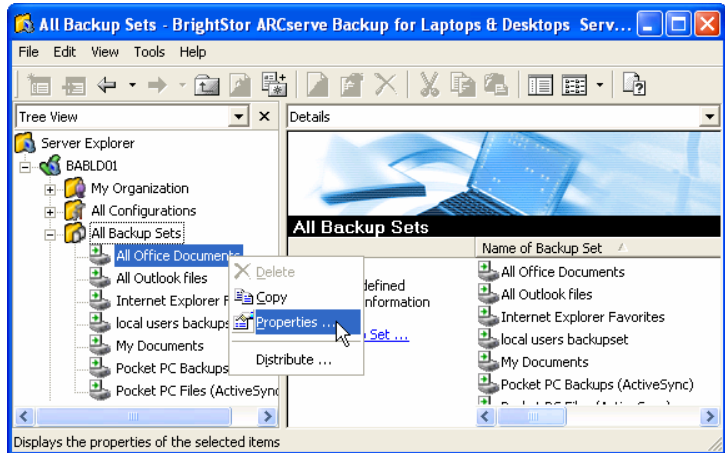 All Backup Sets - BrightStor ARCserve Backup for Laptops & Desktops Serv...
File Edit View Tools Help
Tree View
Server Explorer
BABLD01
My Organization
All Configurations
All Backup Sets
All Office Documents
All Outlook files
Internet Explorer F
local users backups
My Documents
Pocket PC Backups
Pocket PC Files (ActiveSyn
Delete
Copy
Properties ...
Distribute ...
Details
All Backup Sets
defined
nformation
Set ...
Name of Backup Set
All Office Documents
All Outlook files
Internet Explorer Favorites
local users backupset
My Documents
Pocket PC Backups (ActiveSync)
Displays the properties of the selected items